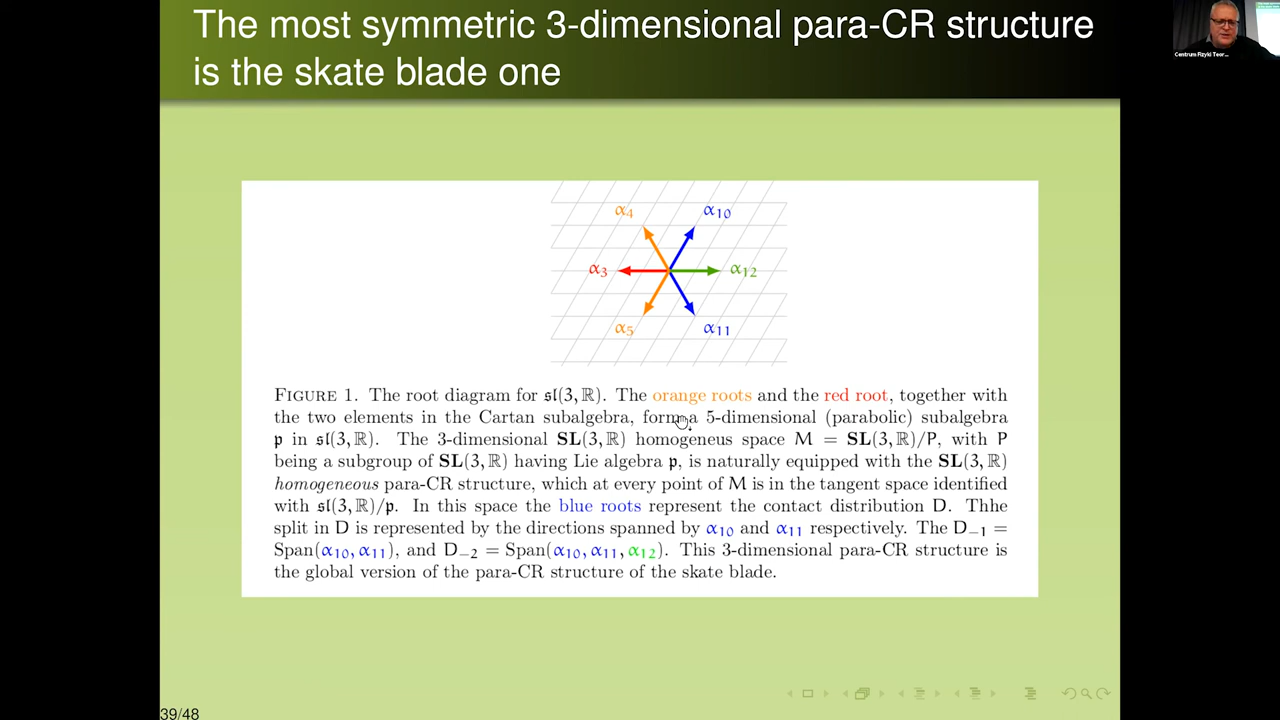 The most symmetric 3-dimensional para-CR structure
is the skate blade one
Centrum Fizyki Teor...
α4
α10
α3
α12
α5
α11
FIGURE 1. The root diagram for 𝔰𝔩(3, ℝ). The orange roots and the red root, together with
the two elements in the Cartan subalgebra, form a 5-dimensional (parabolic) subalgebra
𝔭 in 𝔰𝔩(3, ℝ). The 3-dimensional SL(3, ℝ) homogeneus space M = SL(3, ℝ)/P, with P
being a subgroup of SL(3, ℝ) having Lie algebra 𝔭, is naturally equipped with the SL(3, ℝ)
homogeneous para-CR structure, which at every point of M is in the tangent space identified
with 𝔰𝔩(3, ℝ)/𝔭. In this space the blue roots represent the contact distribution D. Thhe
split in D is represented by the directions spanned by α10 and α11 respectively. The D−1 =
Span(α10, α11), and D−2 = Span(α10, α11, α12). This 3-dimensional para-CR structure is
the global version of the para-CR structure of the skate blade.
39/48